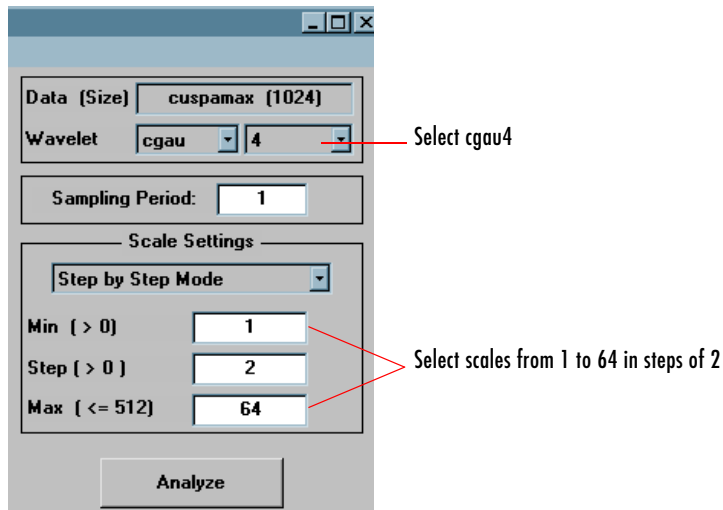 Data (Size) cuspamax (1024)
Wavelet cgau 4
Select cgau4
Sampling Period: 1
Scale Settings
Step by Step Mode
Min ( > 0) 1
Step ( > 0 ) 2
Select scales from 1 to 64 in steps of 2
Max ( <= 512) 64
Analyze